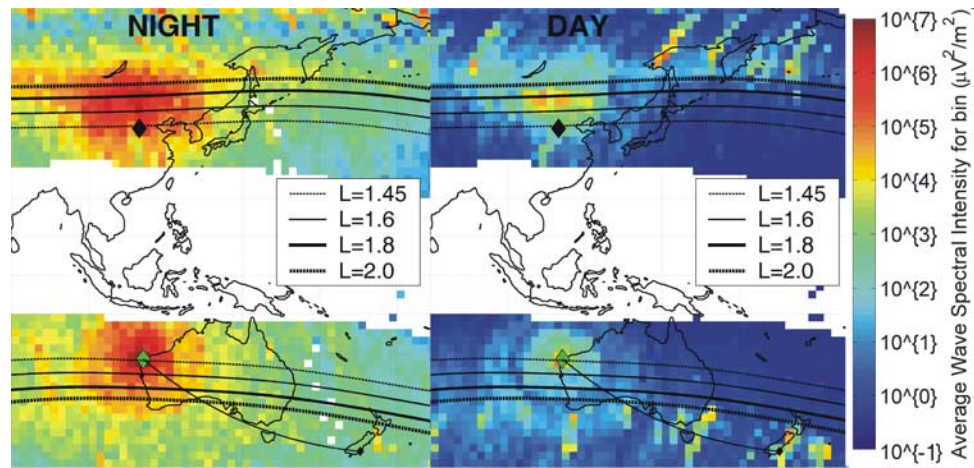 NIGHT
DAY
L=1.45
L=1.6
L=1.8
L=2.0
L=1.45
L=1.6
L=1.8
L=2.0
10^{7}
10^{6}
10^{5}
10^{4}
10^{3}
10^{2}
10^{1}
10^{0}
10^{-1}
Average Wave Spectral Intensity for bin (μV²/m²)